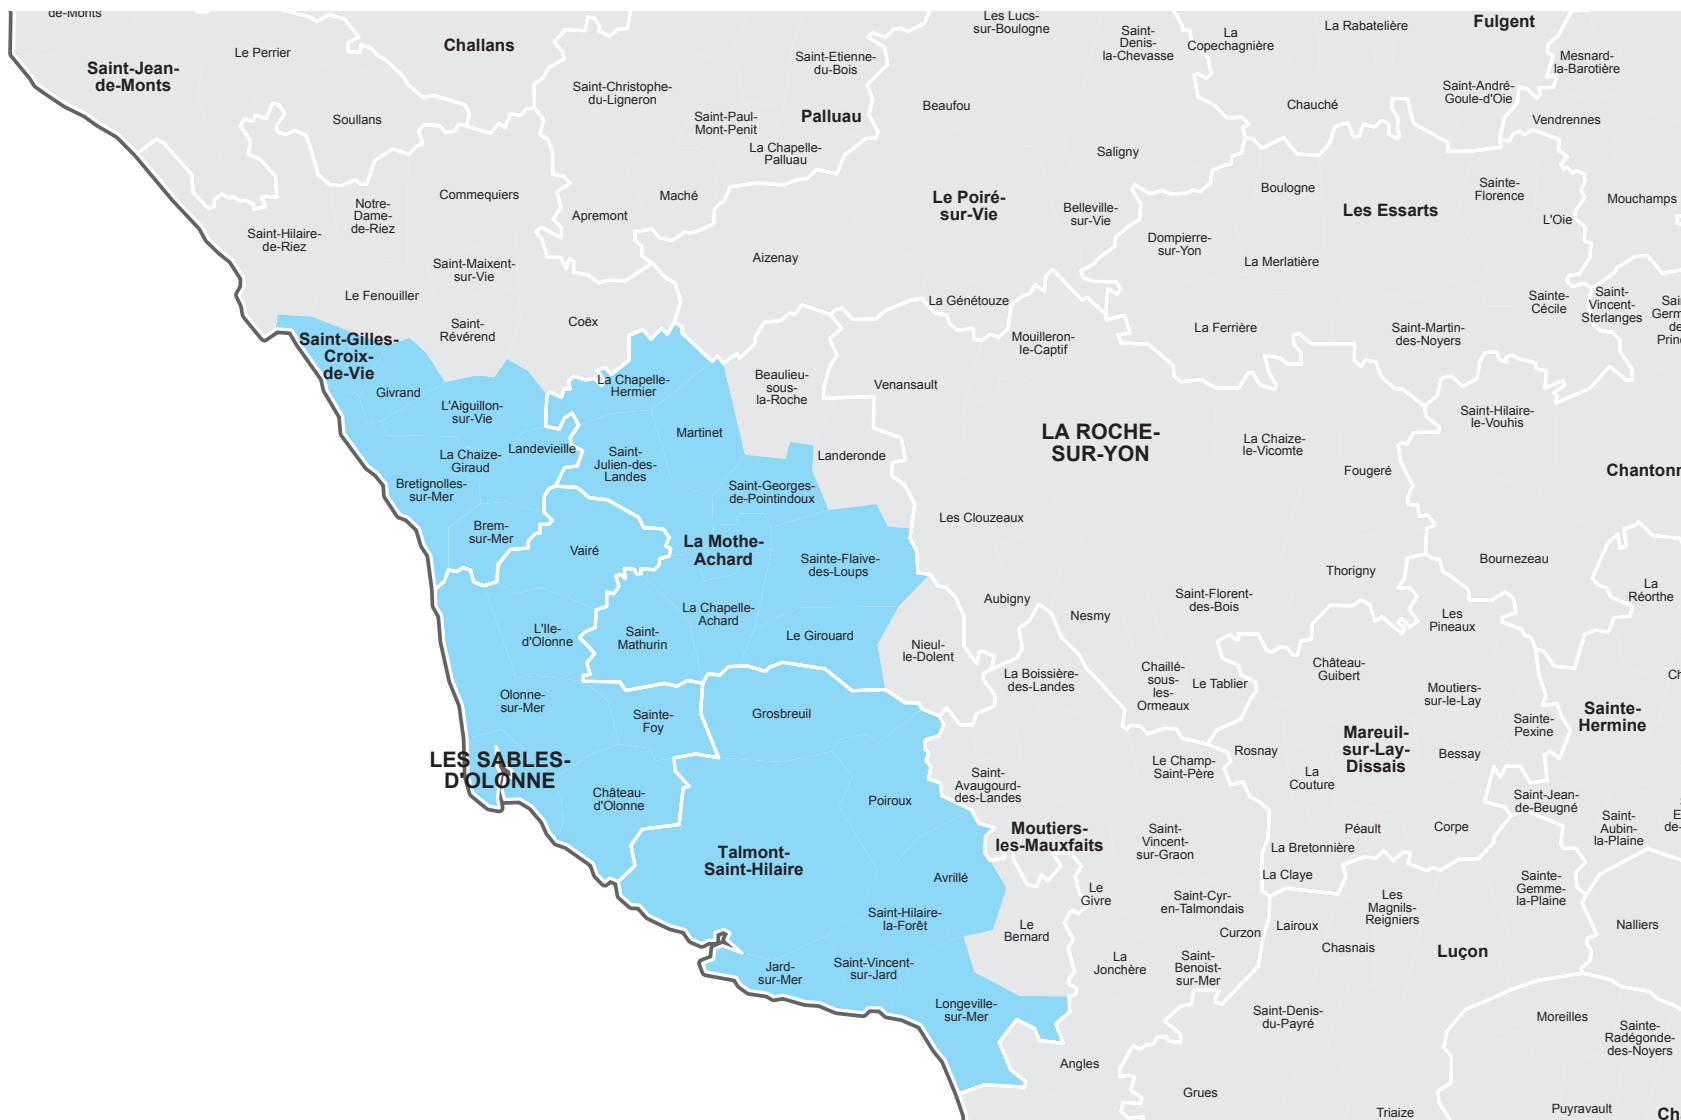 de-Monts
Le Perrier
Challans
Saint-Jean-
de-Monts
Soullans
Saint-Christophe-
du-Ligneron
Saint-Etienne-
du-Bois
Saint-Paul-
Mont-Penit
Palluau
La Chapelle-
Palluau
Les Lucs-
sur-Boulogne
Beaufou
Saint-
Denis-
la-Chevasse
La
Copechagnière
La Rabatelière
Fulgent
Mesnard-
la-Barotière
Saint-André-
Goule-d'Oie
Chauché
Vendrennes
Saligny
Commequiers
Maché
Apremont
Notre-
Dame-
de-Riez
Saint-Hilaire-
de-Riez
Le Poiré-
sur-Vie
Belleville-
sur-Vie
Boulogne
Les Essarts
Sainte-
Florence
L'Oie
Mouchamps
Dompierre-
sur-Yon
La Merlatière
Aizenay
Saint-Maixent-
sur-Vie
Le Fenouiller
Saint-
Révérend
Coëx
La Génétouze
Mouilleron-
le-Captif
La Ferrière
Saint-Martin-
des-Noyers
Sainte-
Cécile
Saint-
Vincent-
Sterlanges
Saint-Gilles-
Croix-
de-Vie
Givrand
L'Aiguillon-
sur-Vie
La Chapelle-
Hermier
Beaulieu-
sous-
la-Roche
Venansault
LA ROCHE-
SUR-YON
La Chaize-
le-Vicomte
Saint-Hilaire-
le-Vouhis
Fougeré
Chantonn
Martinet
Landeronde
La Chaize-
Giraud
Landevieille
Saint-
Julien-des-
Landes
Bretignolles-
sur-Mer
Saint-Georges-
de-Pointindoux
Les Clouzeaux
Brem-
sur-Mer
Vairé
La Mothe-
Achard
Sainte-Flaive-
des-Loups
Bournezeau
Thorigny
La
Réorthe
Aubigny
Nesmy
Saint-Florent-
des-Bois
Les
Pineaux
La Chapelle-
Achard
L'Ile-
d'Olonne
Saint-
Mathurin
Le Girouard
Nieul-
le-Dolent
La Boissière-
des-Landes
Chaillé-
sous-
les-
Ormeaux
Le Tablier
Château-
Guibert
Moutiers-
sur-le-Lay
Sainte-
Pexine
Sainte-
Hermine
Olonne-
sur-Mer
Sainte-
Foy
Grosbreuil
Mareuil-
sur-Lay-
Dissais
Rosnay
Bessay
LES SABLES-
D'OLONNE
Château-
d'Olonne
Poiroux
Saint-
Avaugourd-
des-Landes
Le Champ-
Saint-Père
La
Couture
Saint-Jean-
de-Beugné
Saint-
Aubin-
la-Plaine
Moutiers-
les-Mauxfaits
Saint-
Vincent-
sur-Graon
Péault
Corpe
La Bretonnière
Talmont-
Saint-Hilaire
Avrillé
La Claye
Le
Givre
Saint-Cyr-
en-Talmondais
Les
Magnils-
Reigniers
Sainte-
Gemme-
la-Plaine
Saint-Hilaire-
la-Forêt
Le
Bernard
Curzon
Lairoux
Chasnais
Luçon
Nalliers
Jard-
sur-Mer
Saint-Vincent-
sur-Jard
La
Jonchère
Saint-
Benoist-
sur-Mer
Longeville-
sur-Mer
Saint-Denis-
du-Payré
Moreilles
Sainte-
Radégonde-
des-Noyers
Angles
Grues
Triaize
Puyravault